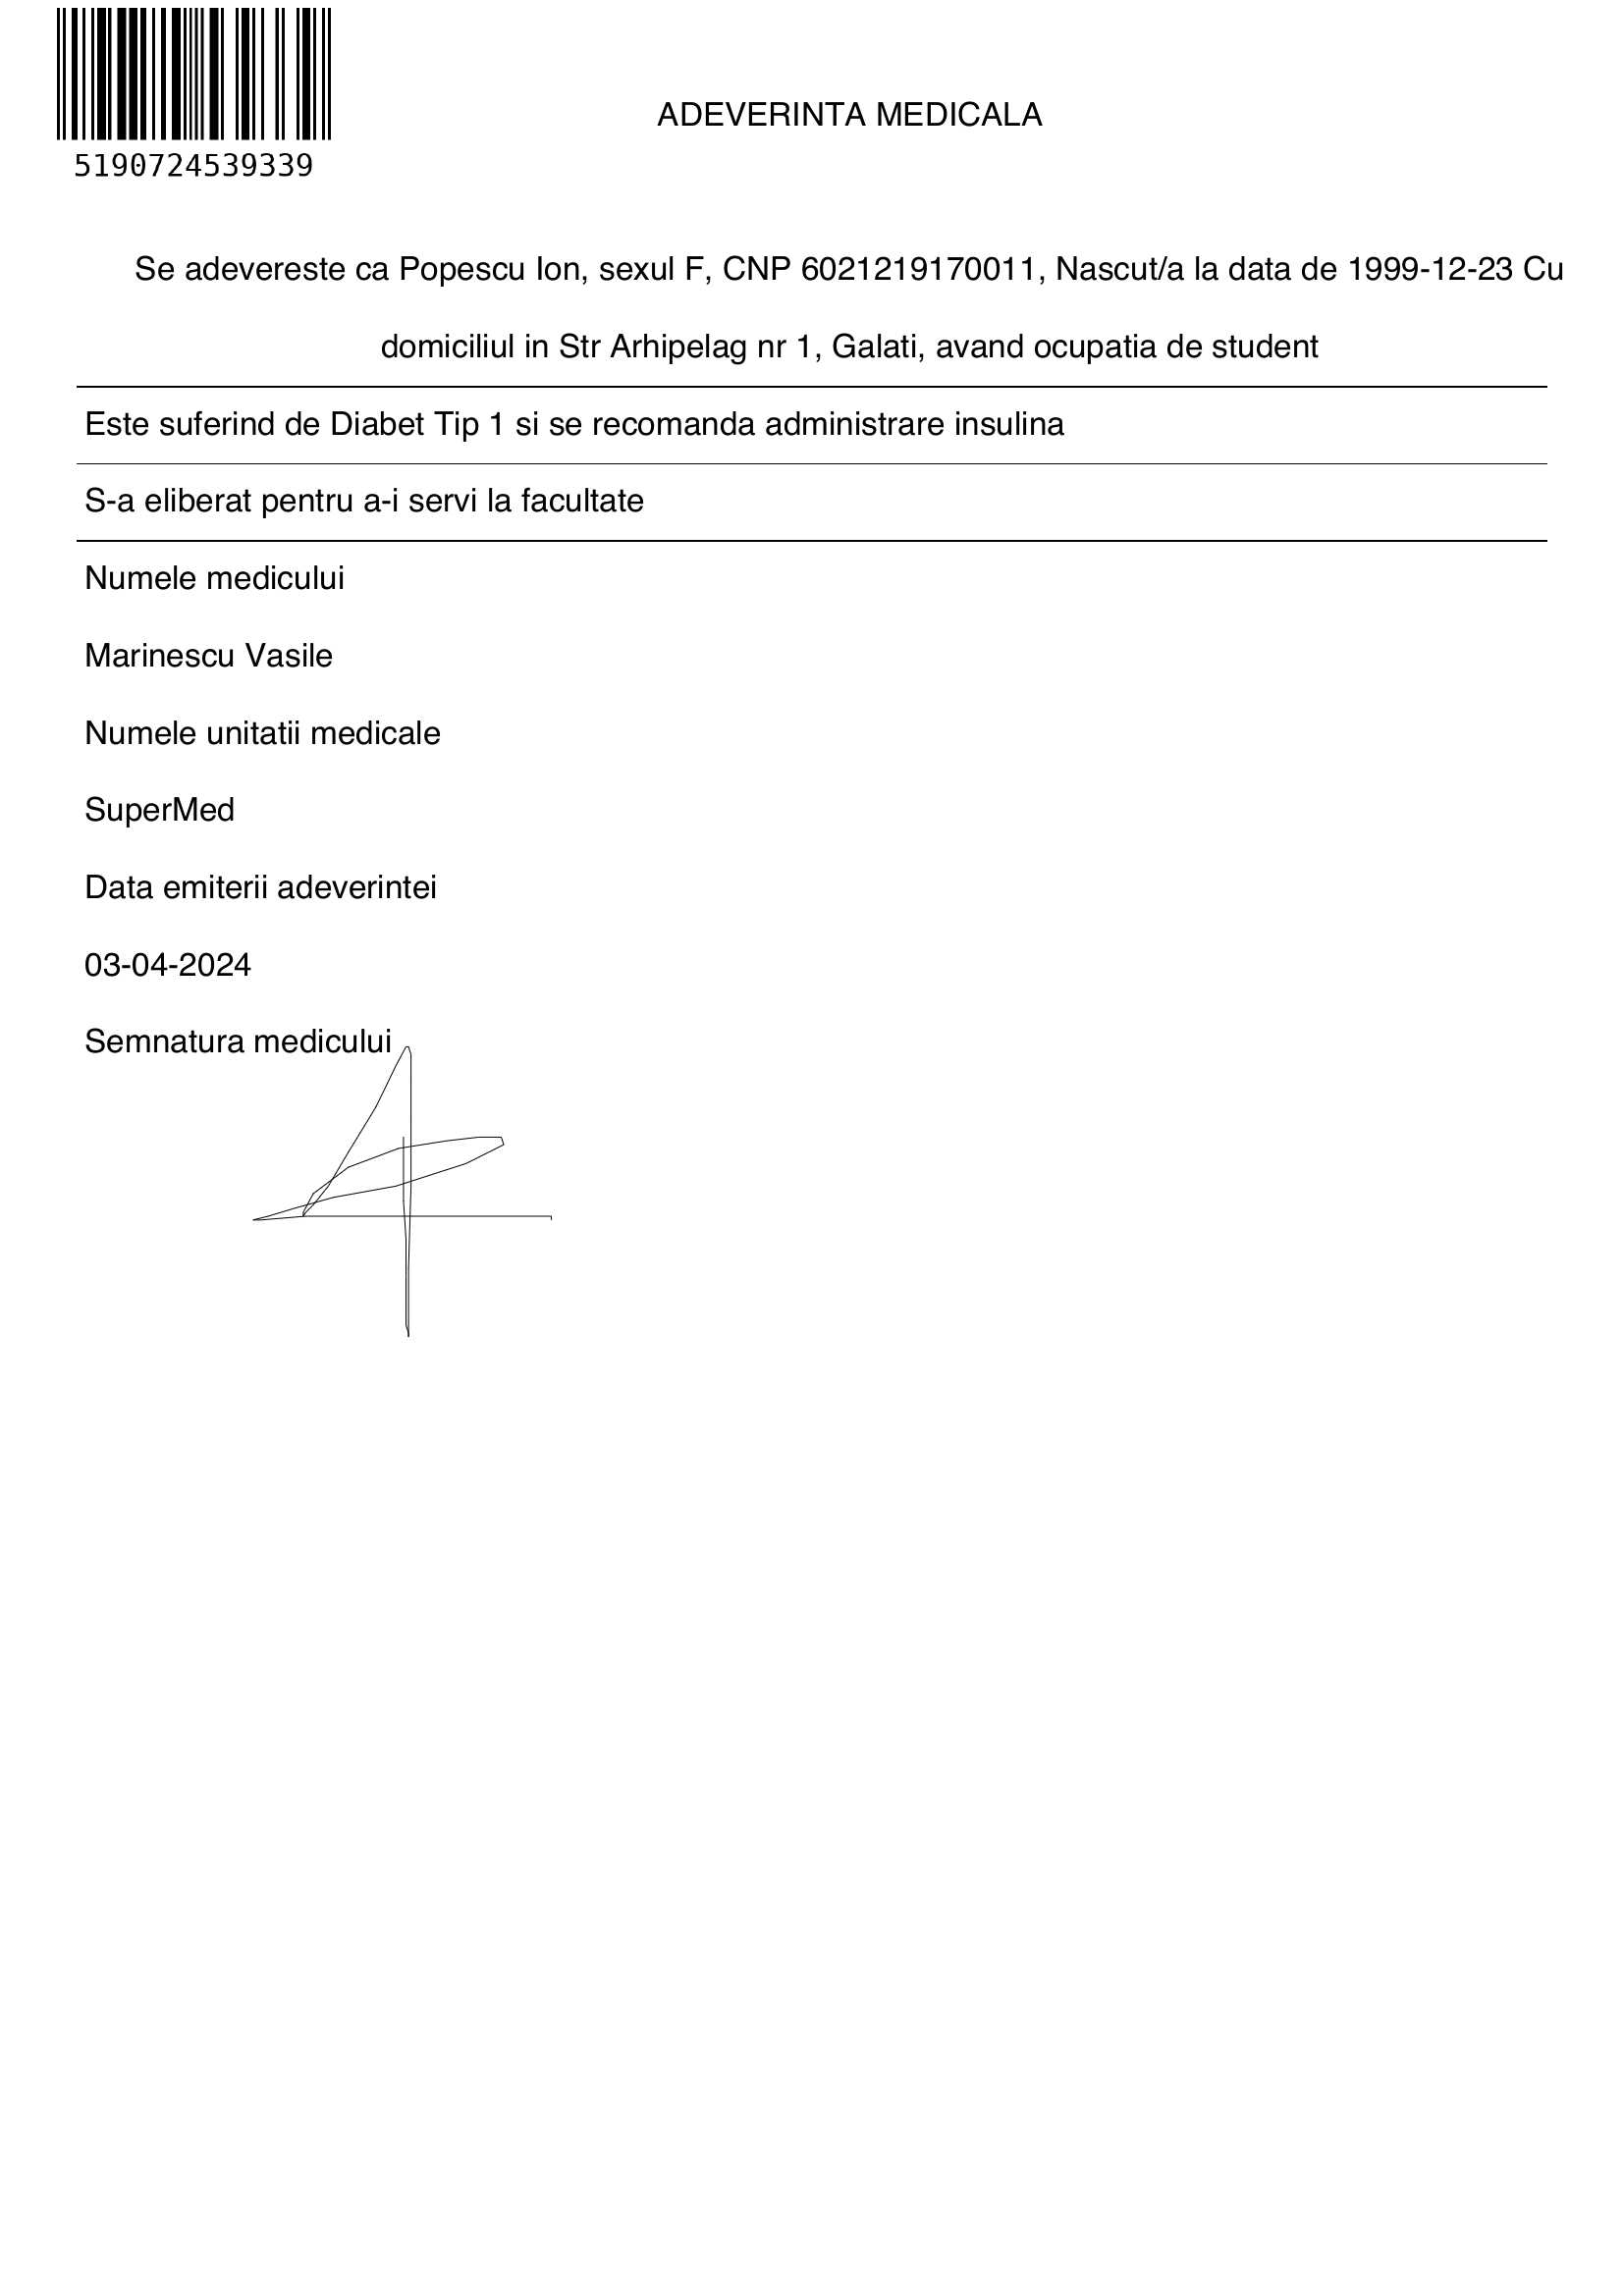 ADEVERINTA MEDICALA
5190724539339
Se adevereste ca Popescu Ion, sexul F, CNP 6021219170011, Nascut/a la data de 1999-12-23 Cu
domiciliul in Str Arhipelag nr 1, Galati, avand ocupatia de student
Este suferind de Diabet Tip 1 si se recomanda administrare insulina
S-a eliberat pentru a-i servi la facultate
Numele medicului
Marinescu Vasile
Numele unitatii medicale
SuperMed
Data emiterii adeverintei
03-04-2024
Semnatura medicului